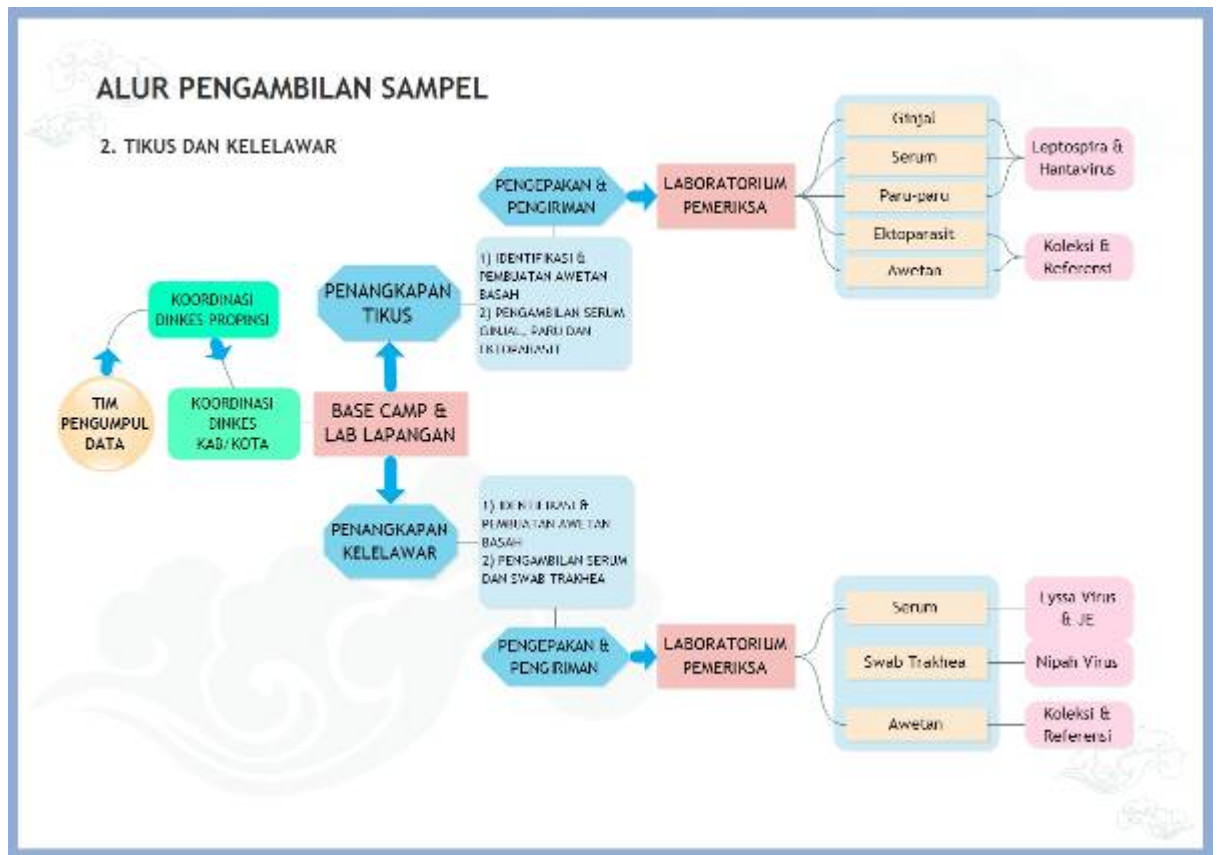 ALUR PENGAMBILAN SAMPEL
2. TIKUS DAN KELELAWAR
TIM
PENGUMPUL
DATA
KOORDINASI
DINKES PROPINSI
KOORDINASI
DINKES
KAB/KOTA
BASE CAMP &
LAB LAPANGAN
PENANGKAPAN
TIKUS
1) IDENTIFIKASI &
PEMBUATAN AWETAN
BASAH
2) PENGAMBILAN SERUM
GINJAL, PARU DAN
EKTOPARASIT
PENGEPAKAN &
PENGIRIMAN
LABORATORIUM
PEMERIKSA
Ginjal
Serum
Paru-paru
Ektoparasit
Awetan
Leptospira &
Hantavirus
Koleksi &
Referensi
PENANGKAPAN
KELELAWAR
1) IDENTIFIKASI &
PEMBUATAN AWETAN
BASAH
2) PENGAMBILAN SERUM
DAN SWAB TRAKHEA
PENGEPAKAN &
PENGIRIMAN
LABORATORIUM
PEMERIKSA
Serum
Swab Trakhea
Awetan
Lyssa Virus
& JE
Nipah Virus
Koleksi &
Referensi